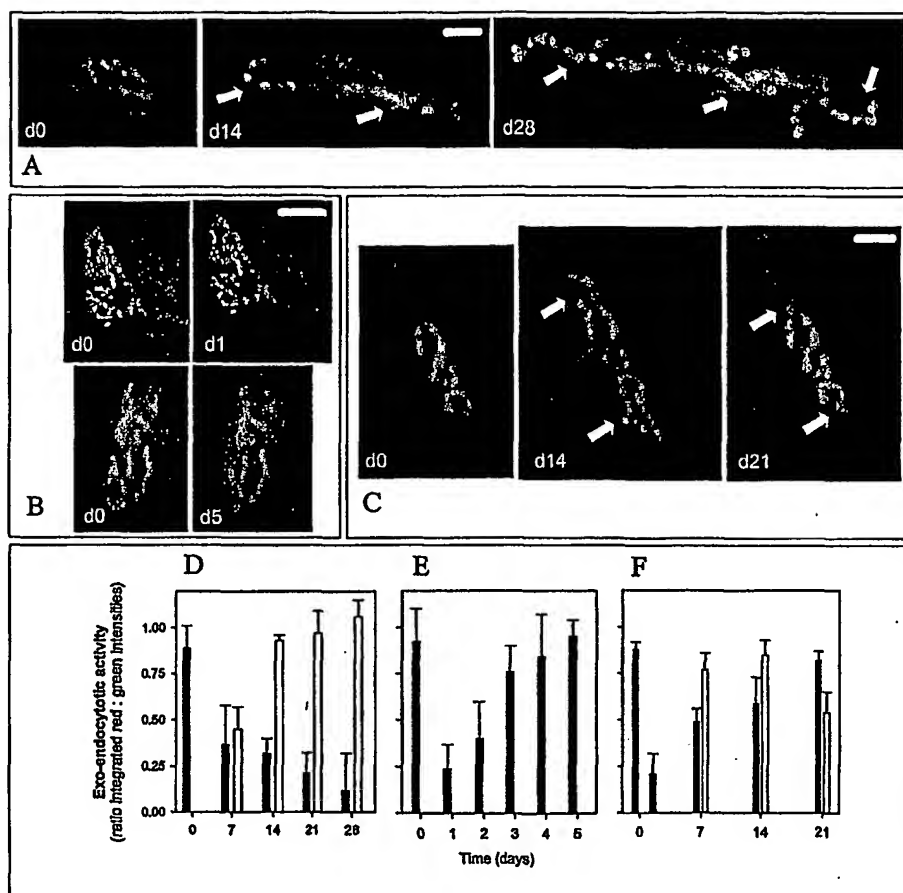 d0
d14
d28
A
d0
d1
d0
d5
B
d0
d14
d21
C
D
E
F
Exo-endocytotic activity
(ratio integrated red : green intensities)
1.00
0.75
0.50
0.25
0.00
0
7
14
21
28
0
1
2
3
4
5
0
7
14
21
Time (days)